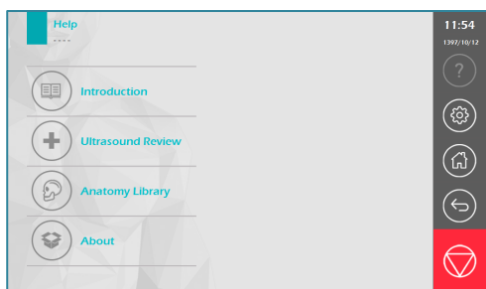 Help
----
Introduction
Ultrasound Review
Anatomy Library
About
11:54
1397/10/12
?